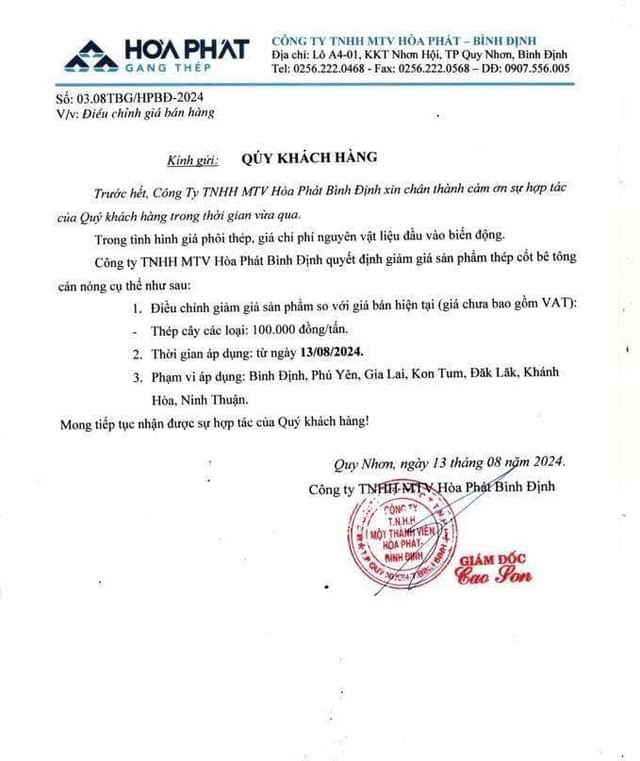 HÒA PHÁT
GANG THÉP
CÔNG TY TNHH MTV HÒA PHÁT – BÌNH ĐỊNH
Địa chỉ: Lô A4-01, KKT Nhơn Hội, TP Quy Nhơn, Bình Định
Tel: 0256.222.0468 - Fax: 0256.222.0568 – DĐ: 0907.556.005
Số: 03.08TBG/HPBĐ-2024
V/v: Điều chỉnh giá bán hàng
Kính gửi: QÚY KHÁCH HÀNG
Trước hết, Công Ty TNHH MTV Hòa Phát Bình Định xin chân thành cảm ơn sự hợp tác
của Quý khách hàng trong thời gian vừa qua.
Trong tình hình giá phôi thép, giá chi phí nguyên vật liệu đầu vào biến động.
Công ty TNHH MTV Hòa Phát Bình Định quyết định giảm giá sản phẩm thép cốt bê tông
cán nóng cụ thể như sau:
1. Điều chỉnh giảm giá sản phẩm so với giá bán hiện tại (giá chưa bao gồm VAT):
- Thép cây các loại: 100.000 đồng/tấn.
2. Thời gian áp dụng: từ ngày 13/08/2024.
3. Phạm vi áp dụng: Bình Định, Phú Yên, Gia Lai, Kon Tum, Đăk Lăk, Khánh
Hòa, Ninh Thuận.
Mong tiếp tục nhận được sự hợp tác của Quý khách hàng!
Quy Nhơn, ngày 13 tháng 08 năm 2024.
Công ty TNHH MTV Hòa Phát Bình Định
CÔNG TY
T.N.H.H
MỘT THÀNH VIÊN
HÒA PHÁT
BÌNH ĐỊNH
GIÁM ĐỐC
Cao Son